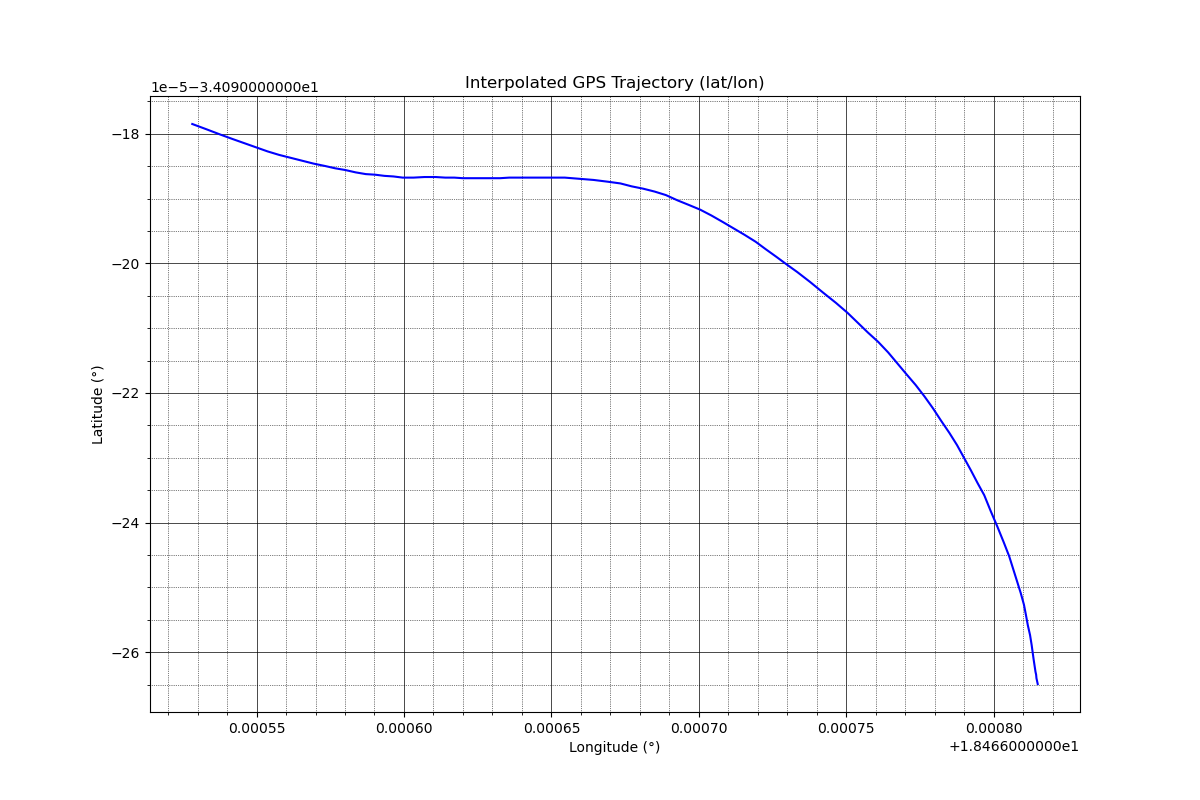 Interpolated GPS Trajectory (lat/lon)
1e−5−3.4090000000e1
−18
−20
−22
−24
−26
Latitude (°)
0.00055 0.00060 0.00065 0.00070 0.00075 0.00080
Longitude (°)
+1.8466000000e1